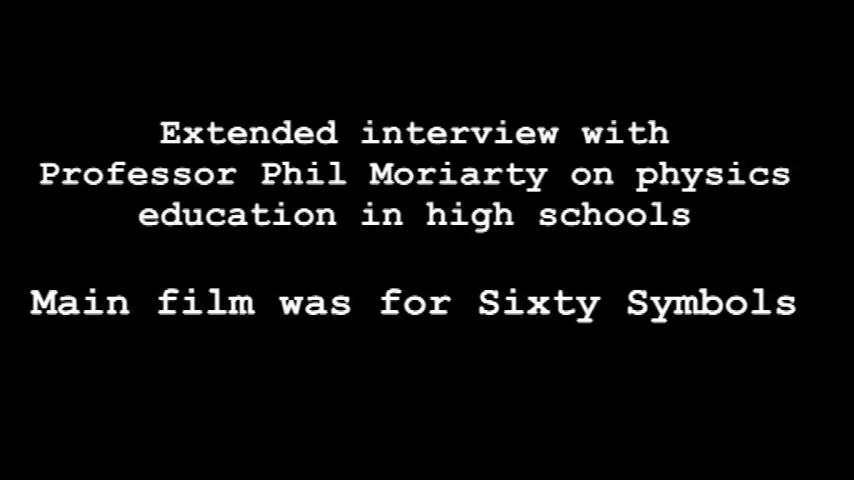 Extended interview with
Professor Phil Moriarty on physics
education in high schools
Main film was for Sixty Symbols